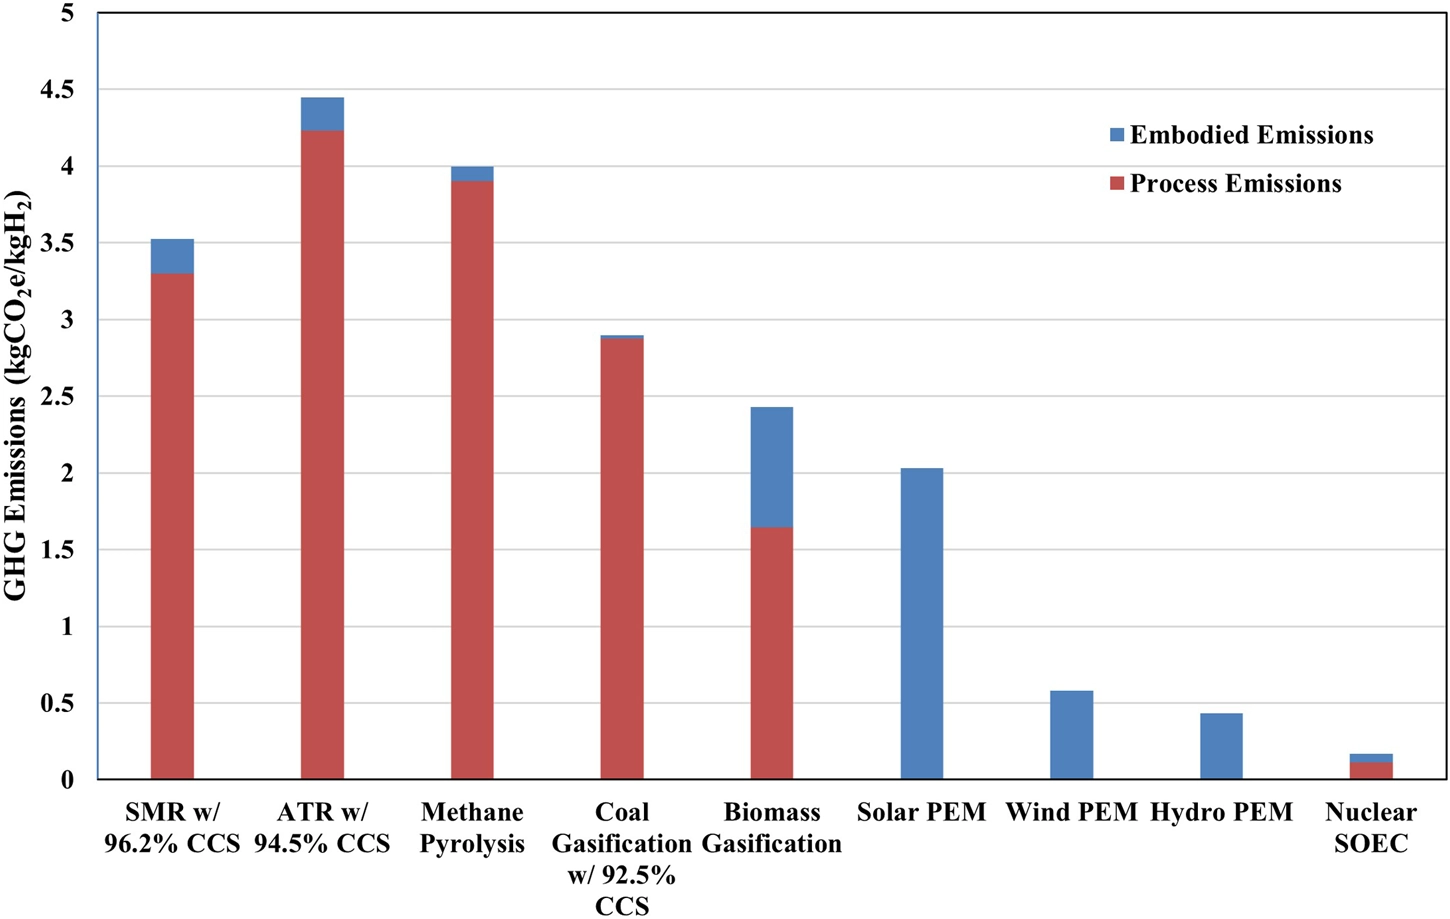 5
4.5
4
3.5
3
2.5
2
1.5
1
0.5
0
GHG Emissions (kgCO₂e/kgH₂)
Embodied Emissions
Process Emissions
SMR w/
96.2% CCS
ATR w/
94.5% CCS
Methane
Pyrolysis
Coal
Gasification
w/ 92.5%
CCS
Biomass
Gasification
Solar PEM
Wind PEM
Hydro PEM
Nuclear
SOEC